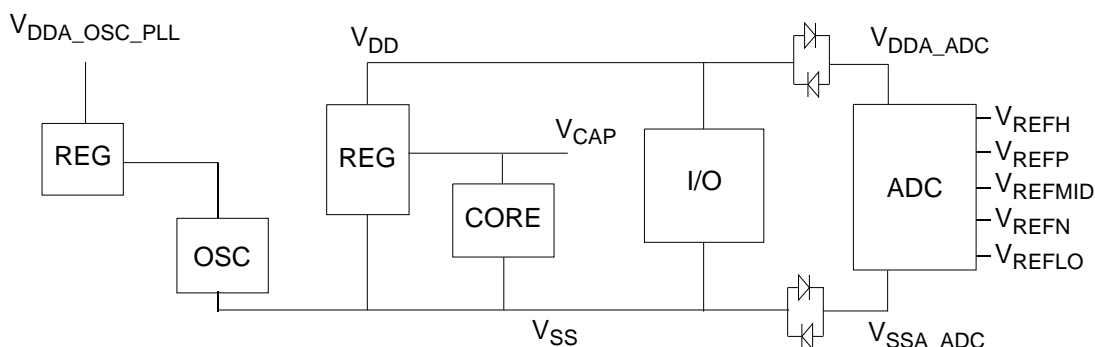 VDDA_OSC_PLL
VDD
VDDA_ADC
REG
REG
VCAP
I/O
ADC
VREFH
VREFP
VREFMID
VREFN
VREFLO
CORE
OSC
VSS
VSSA_ADC